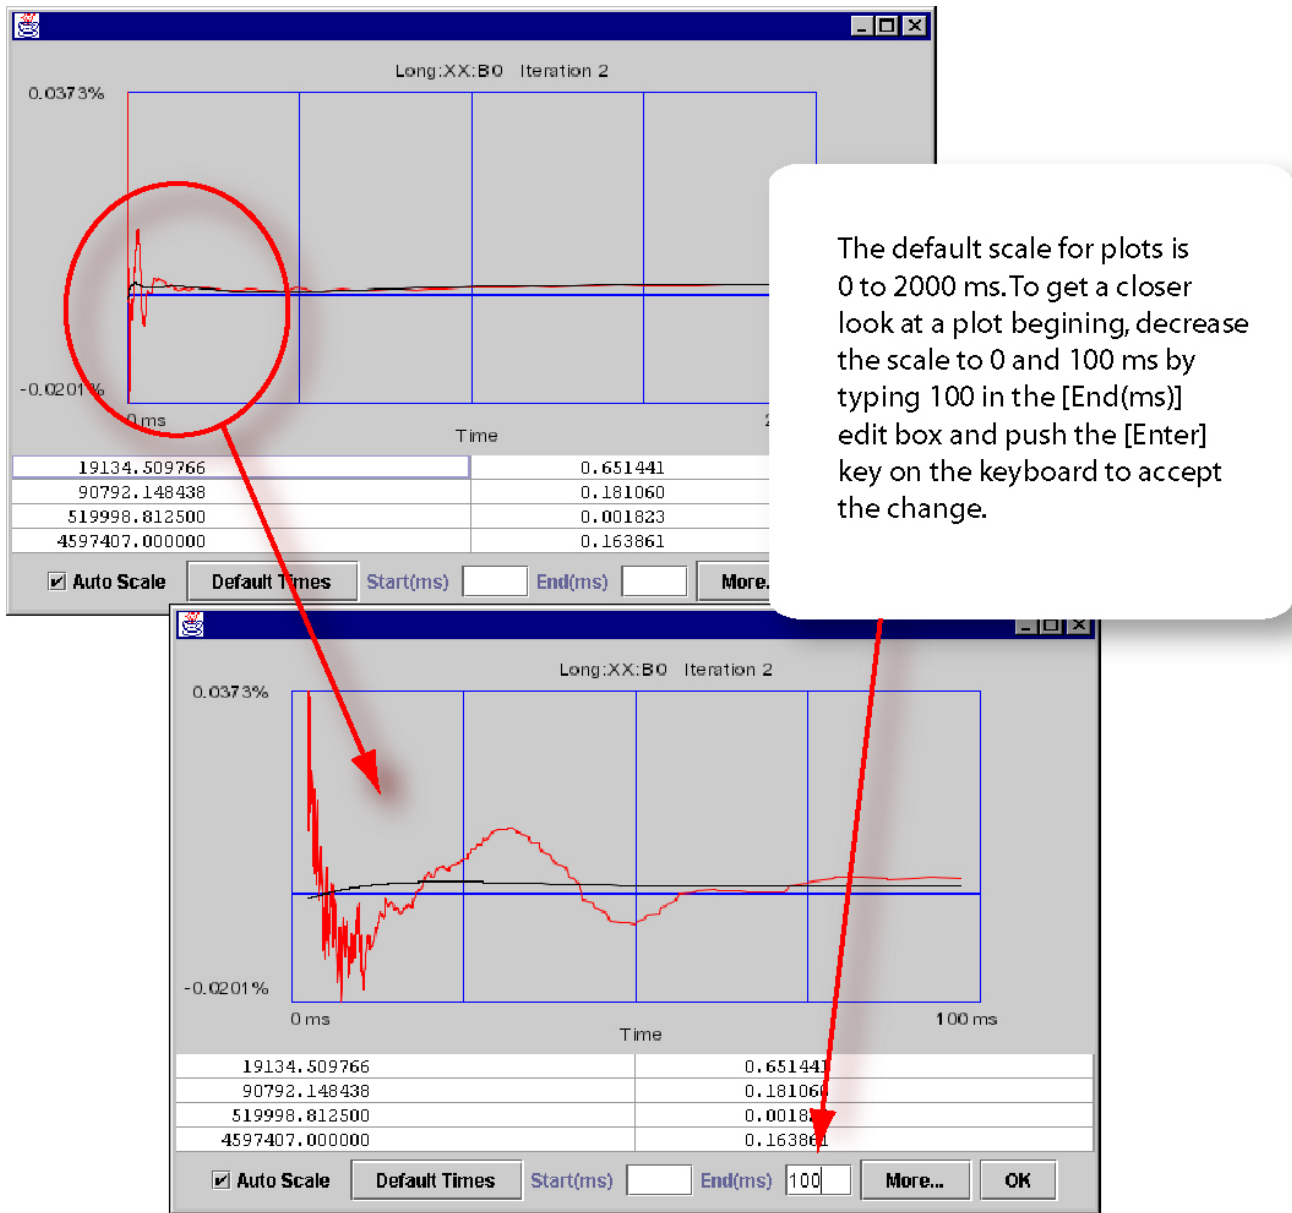 Long:XX:B0 Iteration 2
0.0373%
-0.0201%
0 ms
Time
19134.509766 0.651441
90792.148438 0.181060
519998.812500 0.001823
4597407.000000 0.163861
Auto Scale Default Times Start(ms) End(ms) More.
The default scale for plots is
0 to 2000 ms. To get a closer
look at a plot begining, decrease
the scale to 0 and 100 ms by
typing 100 in the [End(ms)]
edit box and push the [Enter]
key on the keyboard to accept
the change.
Long:XX:B0 Iteration 2
0.0373%
-0.0201%
0 ms
100 ms
Time
19134.509766 0.651441
90792.148438 0.181060
519998.812500
4597407.000000 0.163861
Auto Scale Default Times Start(ms) End(ms) 100 More... OK